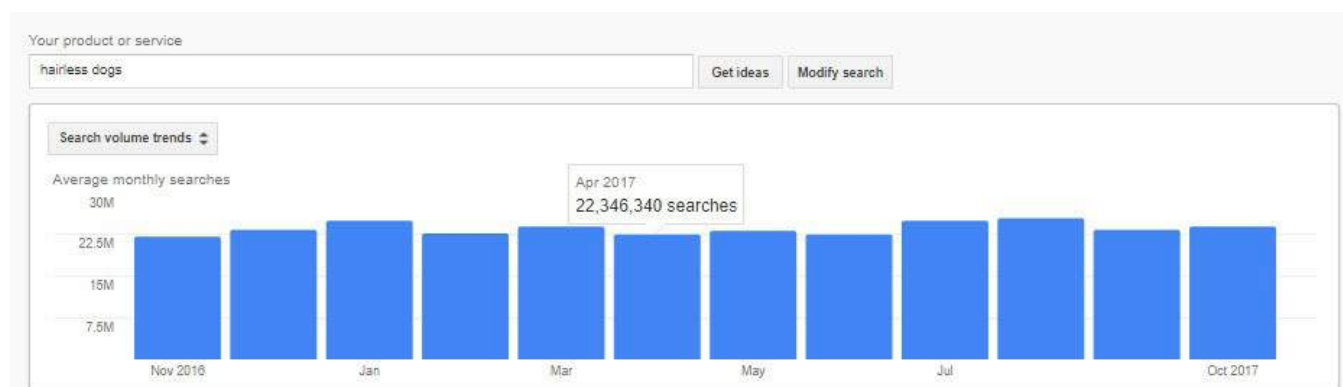 Your product or service
hairless dogs
Get ideas Modify search
Search volume trends
Average monthly searches
Apr 2017
22,346,340 searches
30M
22.5M
15M
7.5M
Nov 2016 Jan Mar May Jul Oct 2017